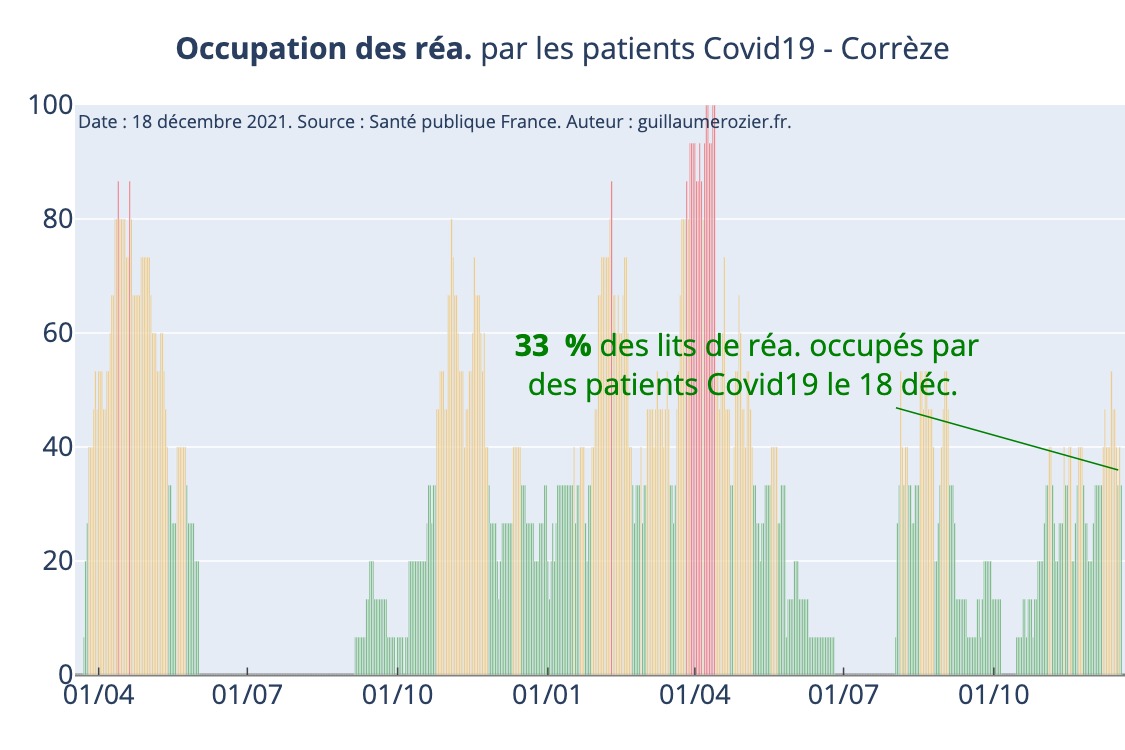 Occupation des réa. par les patients Covid19 - Corrèze
100
Date : 18 décembre 2021. Source : Santé publique France. Auteur : guillaumerozier.fr.
80
60
33 % des lits de réa. occupés par
des patients Covid19 le 18 déc.
40
20
0
01/04 01/07 01/10 01/01 01/04 01/07 01/10